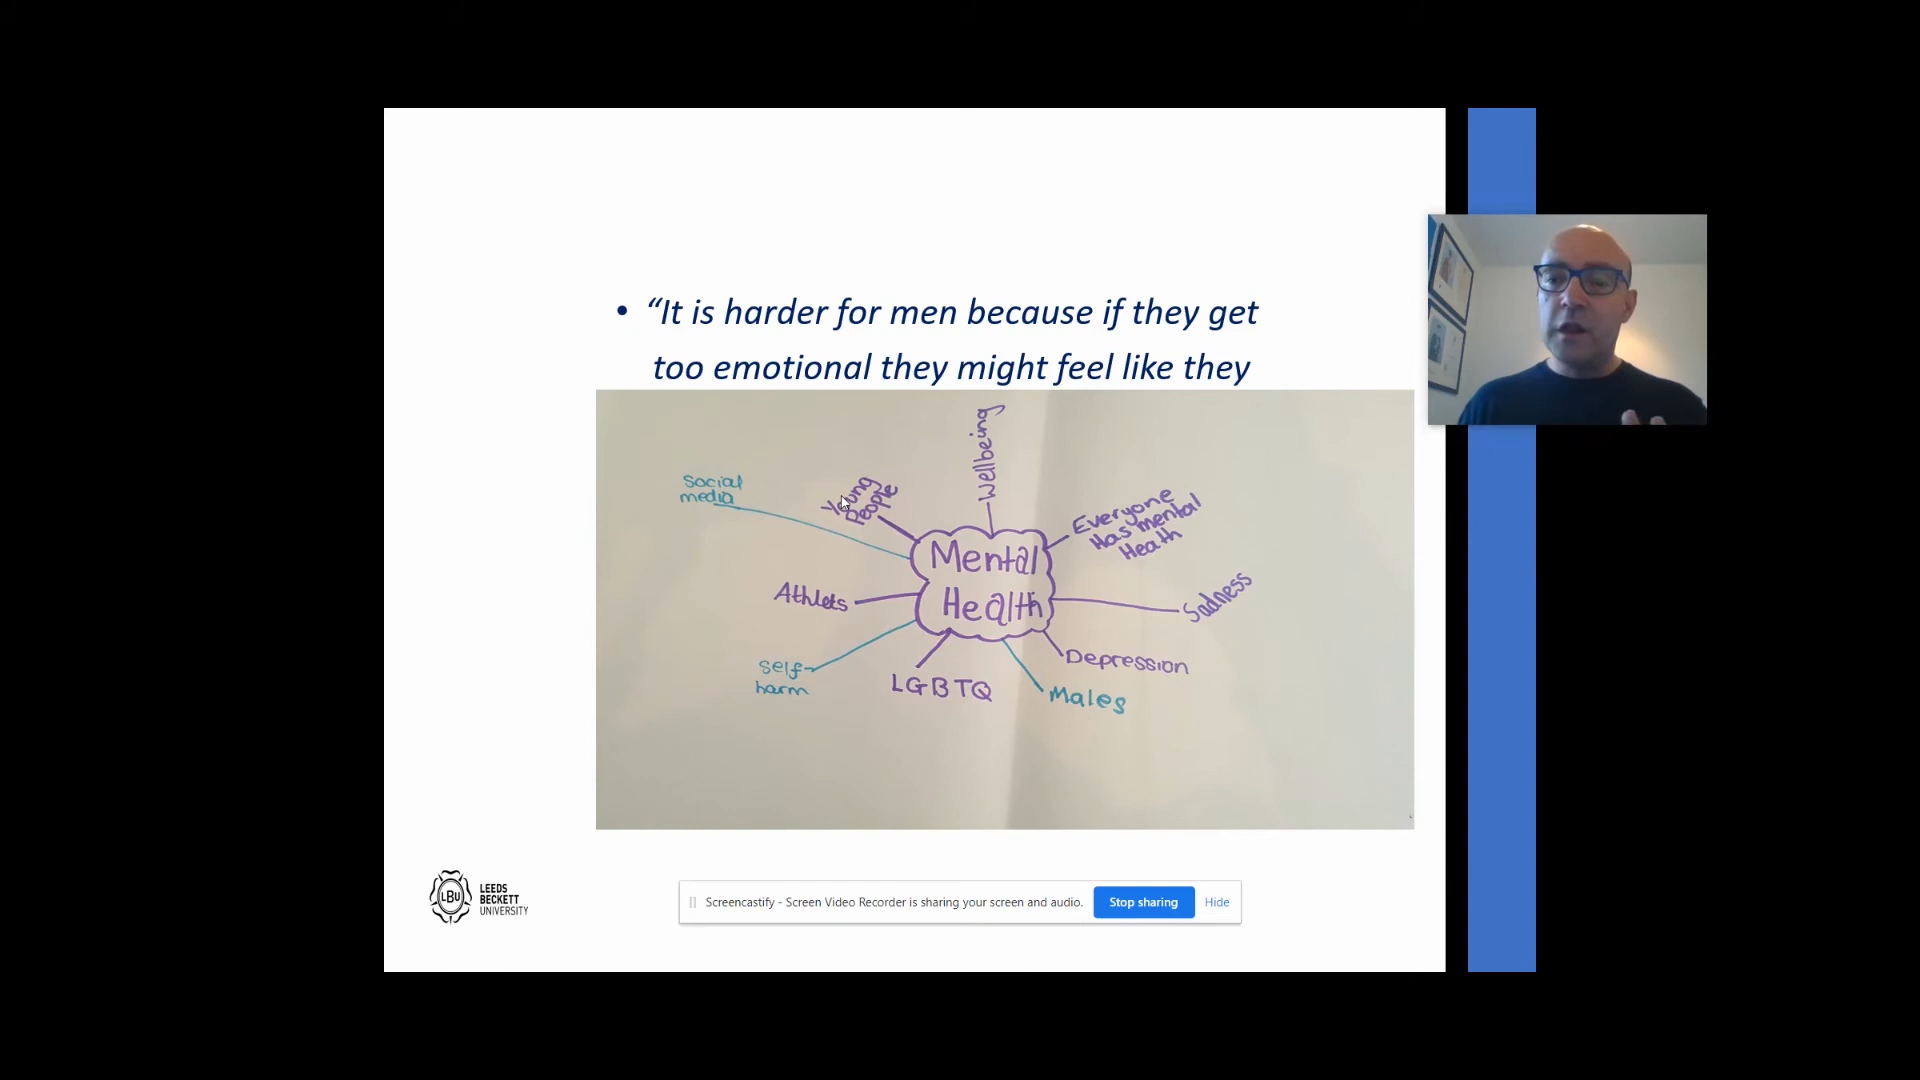 • “It is harder for men because if they get
too emotional they might feel like they
Wellbeing
Social
media
Young
People
Everyone
Has mental
Heath
Mental
Health
Athlets
Sadness
Self
harm
LGBTQ
Depression
Males
LBU
LEEDS
BECKETT
UNIVERSITY
Screencastify - Screen Video Recorder is sharing your screen and audio.
Stop sharing
Hide